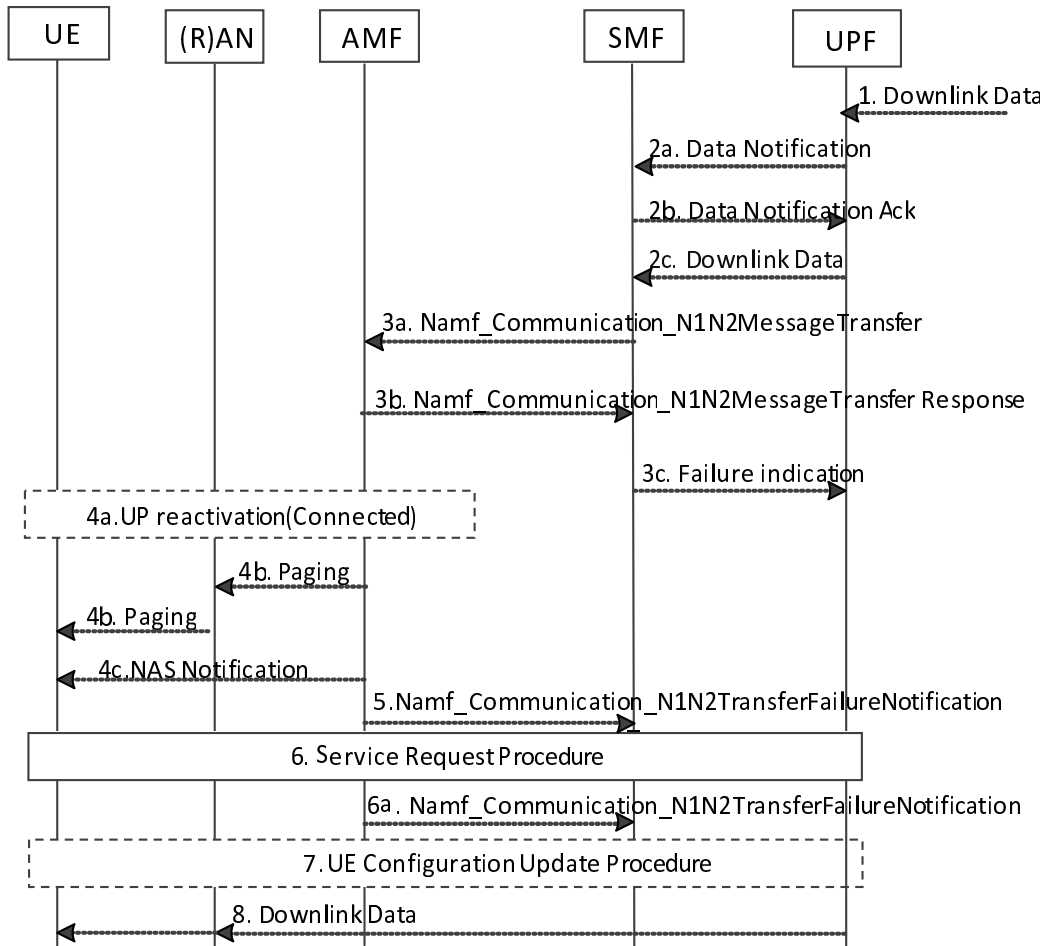 UE
(R)AN
AMF
SMF
UPF
1. Downlink Data
2a. Data Notification
2b. Data Notification Ack
2c. Downlink Data
3a. Namf_Communication_N1N2MessageTransfer
3b. Namf_Communication_N1N2MessageTransfer Response
3c. Failure indication
4a.UP reactivation(Connected)
4b. Paging
4b. Paging
4c.NAS Notification
5.Namf_Communication_N1N2TransferFailureNotification
6. Service Request Procedure
6a. Namf_Communication_N1N2TransferFailureNotification
7. UE Configuration Update Procedure
8. Downlink Data